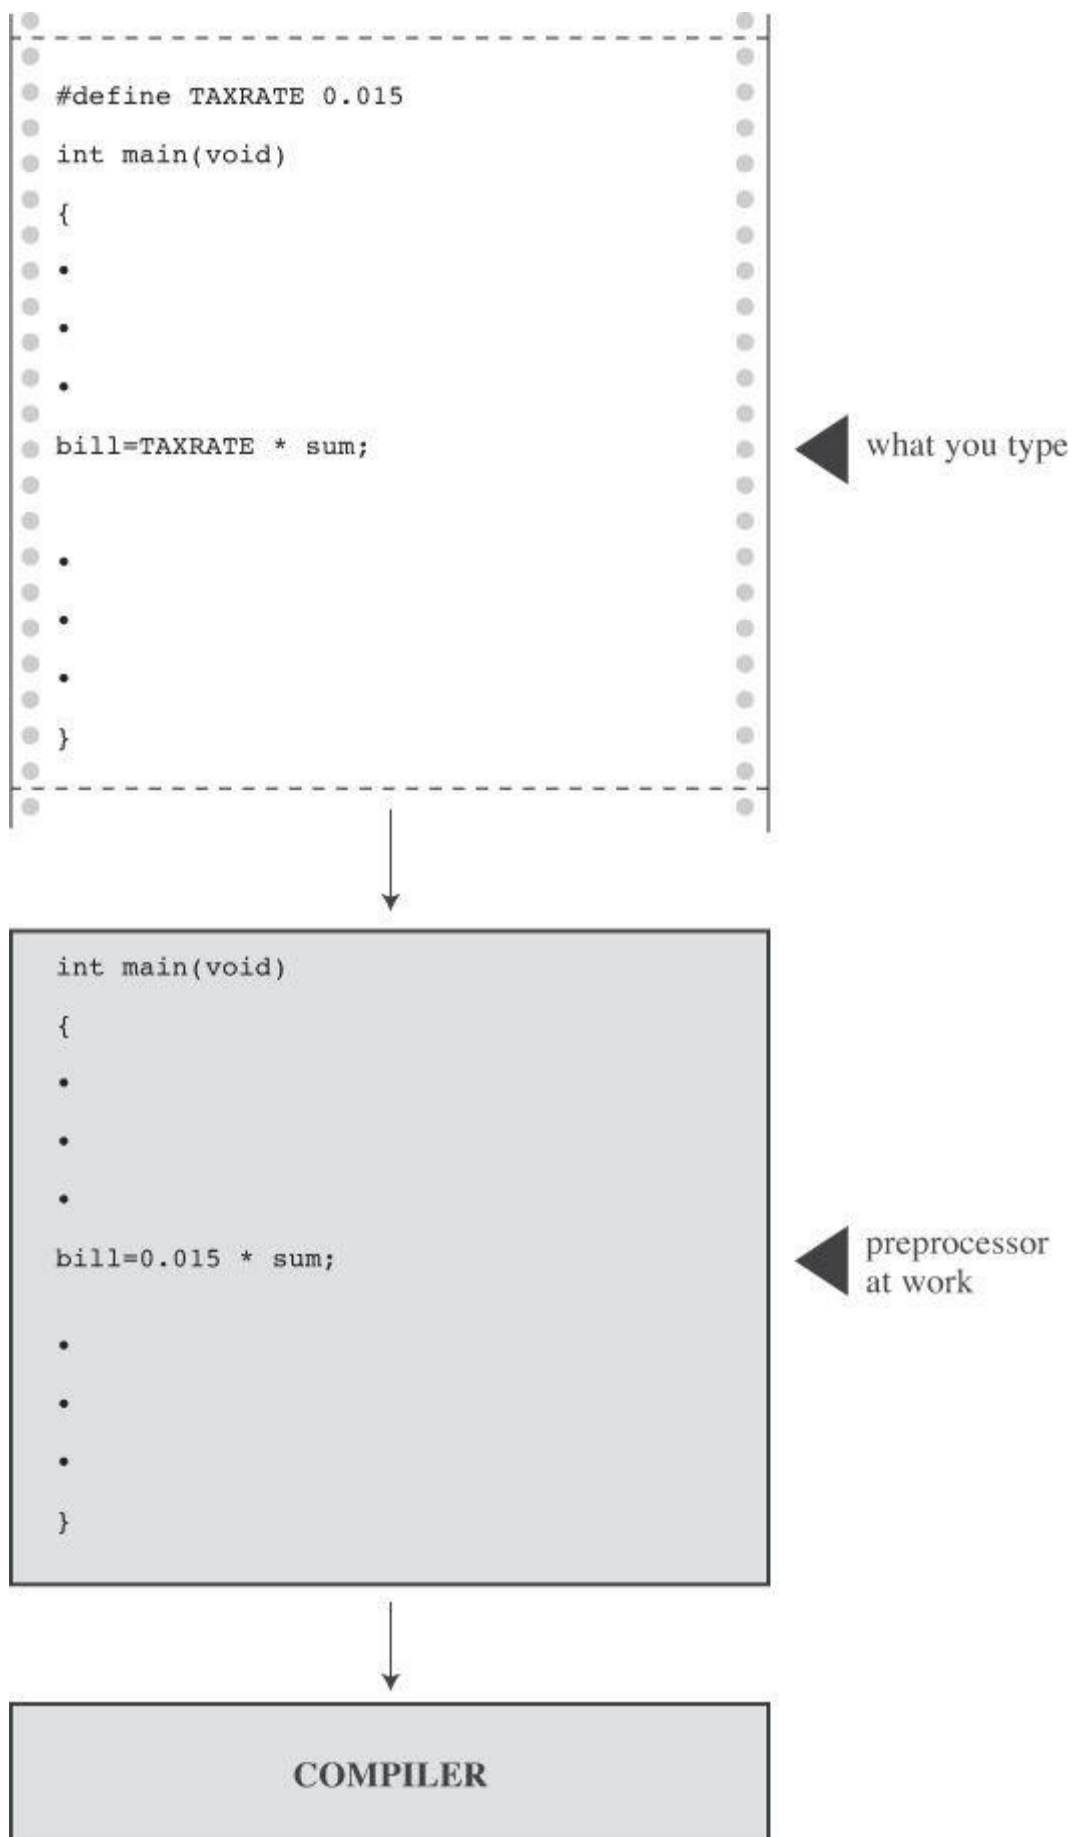 #define TAXRATE 0.015
int main(void)
{
•
•
•
bill=TAXRATE * sum;
•
•
•
}
what you type
int main(void)
{
•
•
•
bill=0.015 * sum;
•
•
•
}
preprocessor
at work
COMPILER